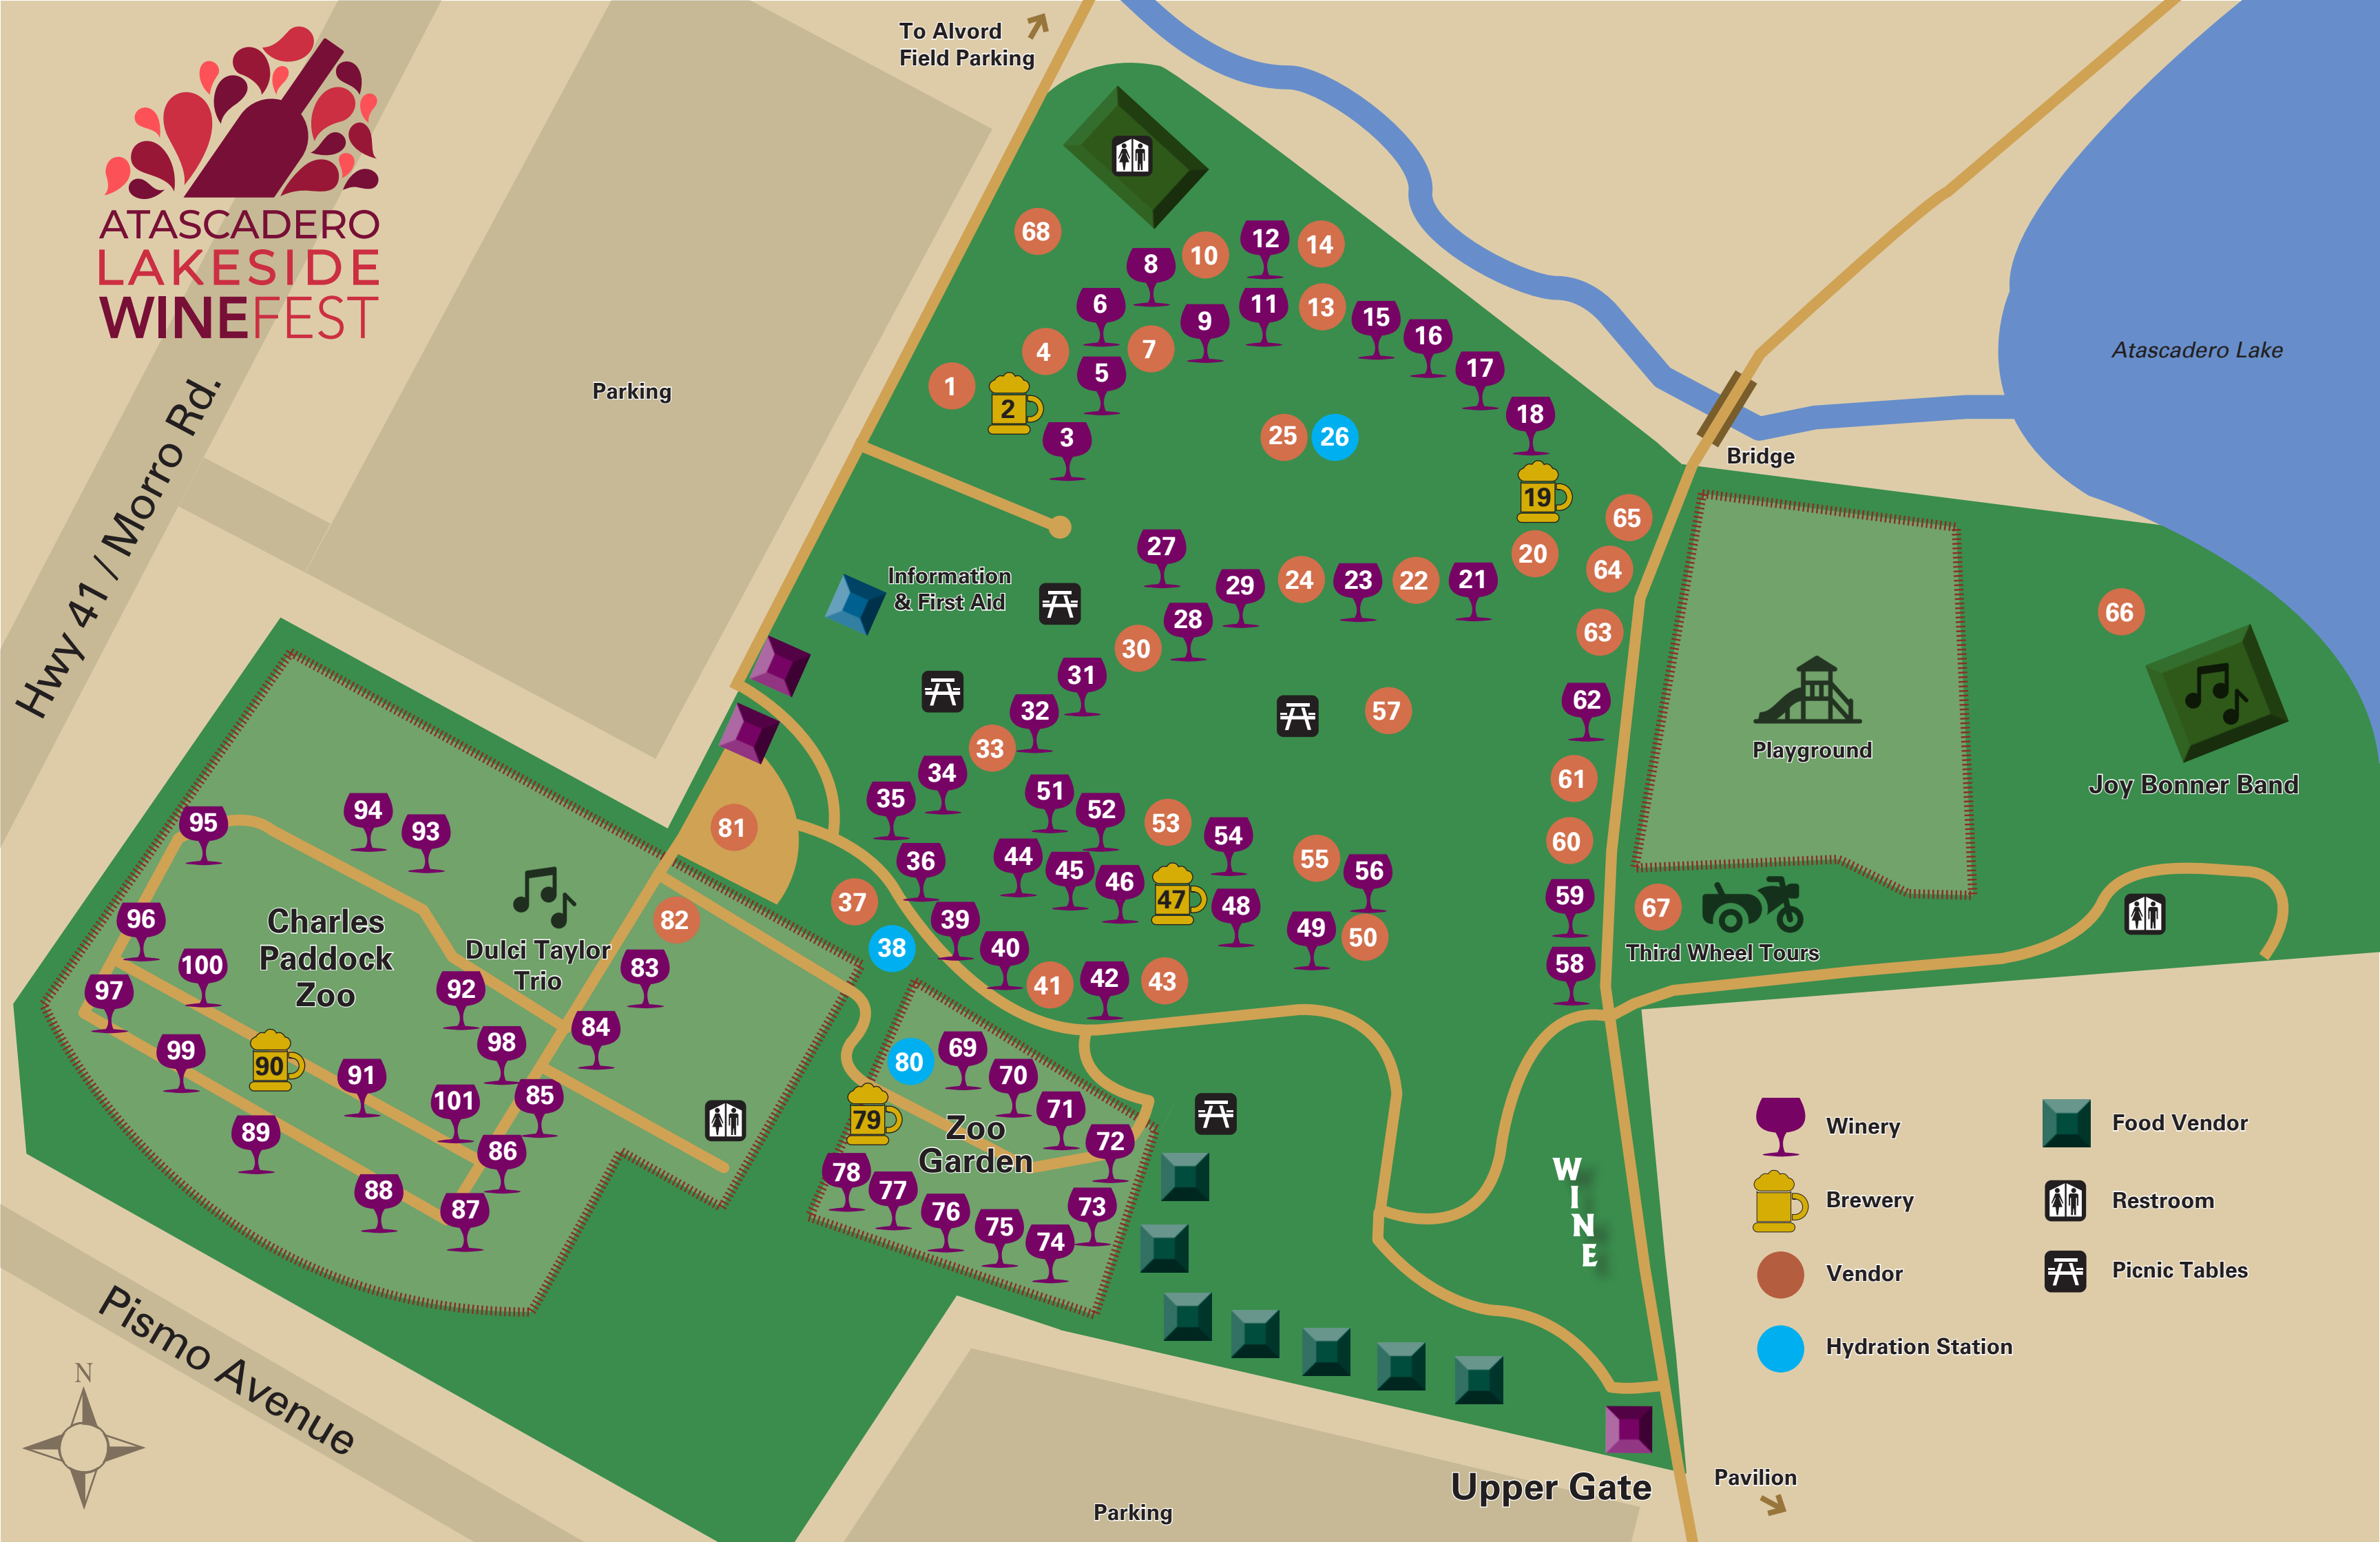 To Alvord
Field Parking
ATASCADERO
LAKESIDE
WINEFEST
Parking
Hwy 41 / Morro Rd.
Atascadero Lake
Bridge
68
10
12
14
8
6
9
11
13
15
16
4
7
5
17
1
2
3
25
26
18
19
65
27
20
64
Information
& First Aid
29
24
23
22
21
28
63
66
30
31
32
57
62
33
Playground
34
35
51
52
53
54
61
Joy Bonner Band
81
36
44
45
46
47
48
55
56
60
59
37
82
38
39
40
49
50
67
58
Third Wheel Tours
41
42
43
95
94
93
96
Charles
Paddock
Zoo
Dulci Taylor
Trio
100
97
92
83
84
99
90
91
98
101
85
89
86
88
87
80
69
70
71
72
79
Zoo
Garden
78
77
76
75
74
73
W
I
N
E
Winery
Brewery
Vendor
Hydration Station
Food Vendor
Restroom
Picnic Tables
Pismo Avenue
N
Upper Gate
Pavilion
Parking